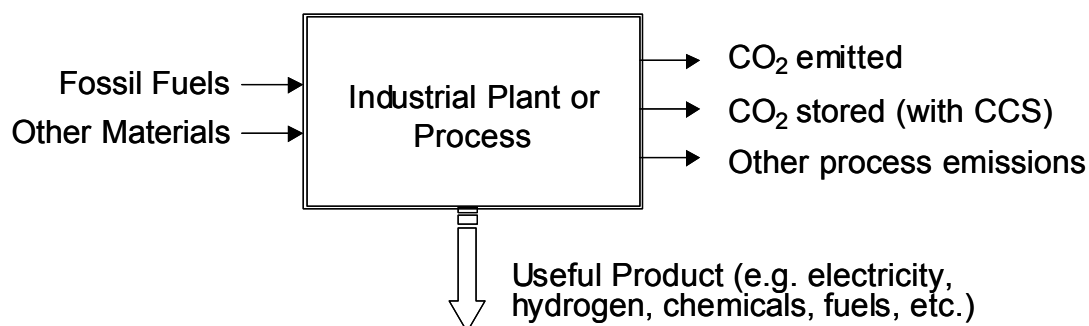 Fossil Fuels
Other Materials
Industrial Plant or
Process
CO₂ emitted
CO₂ stored (with CCS)
Other process emissions
Useful Product (e.g. electricity,
hydrogen, chemicals, fuels, etc.)